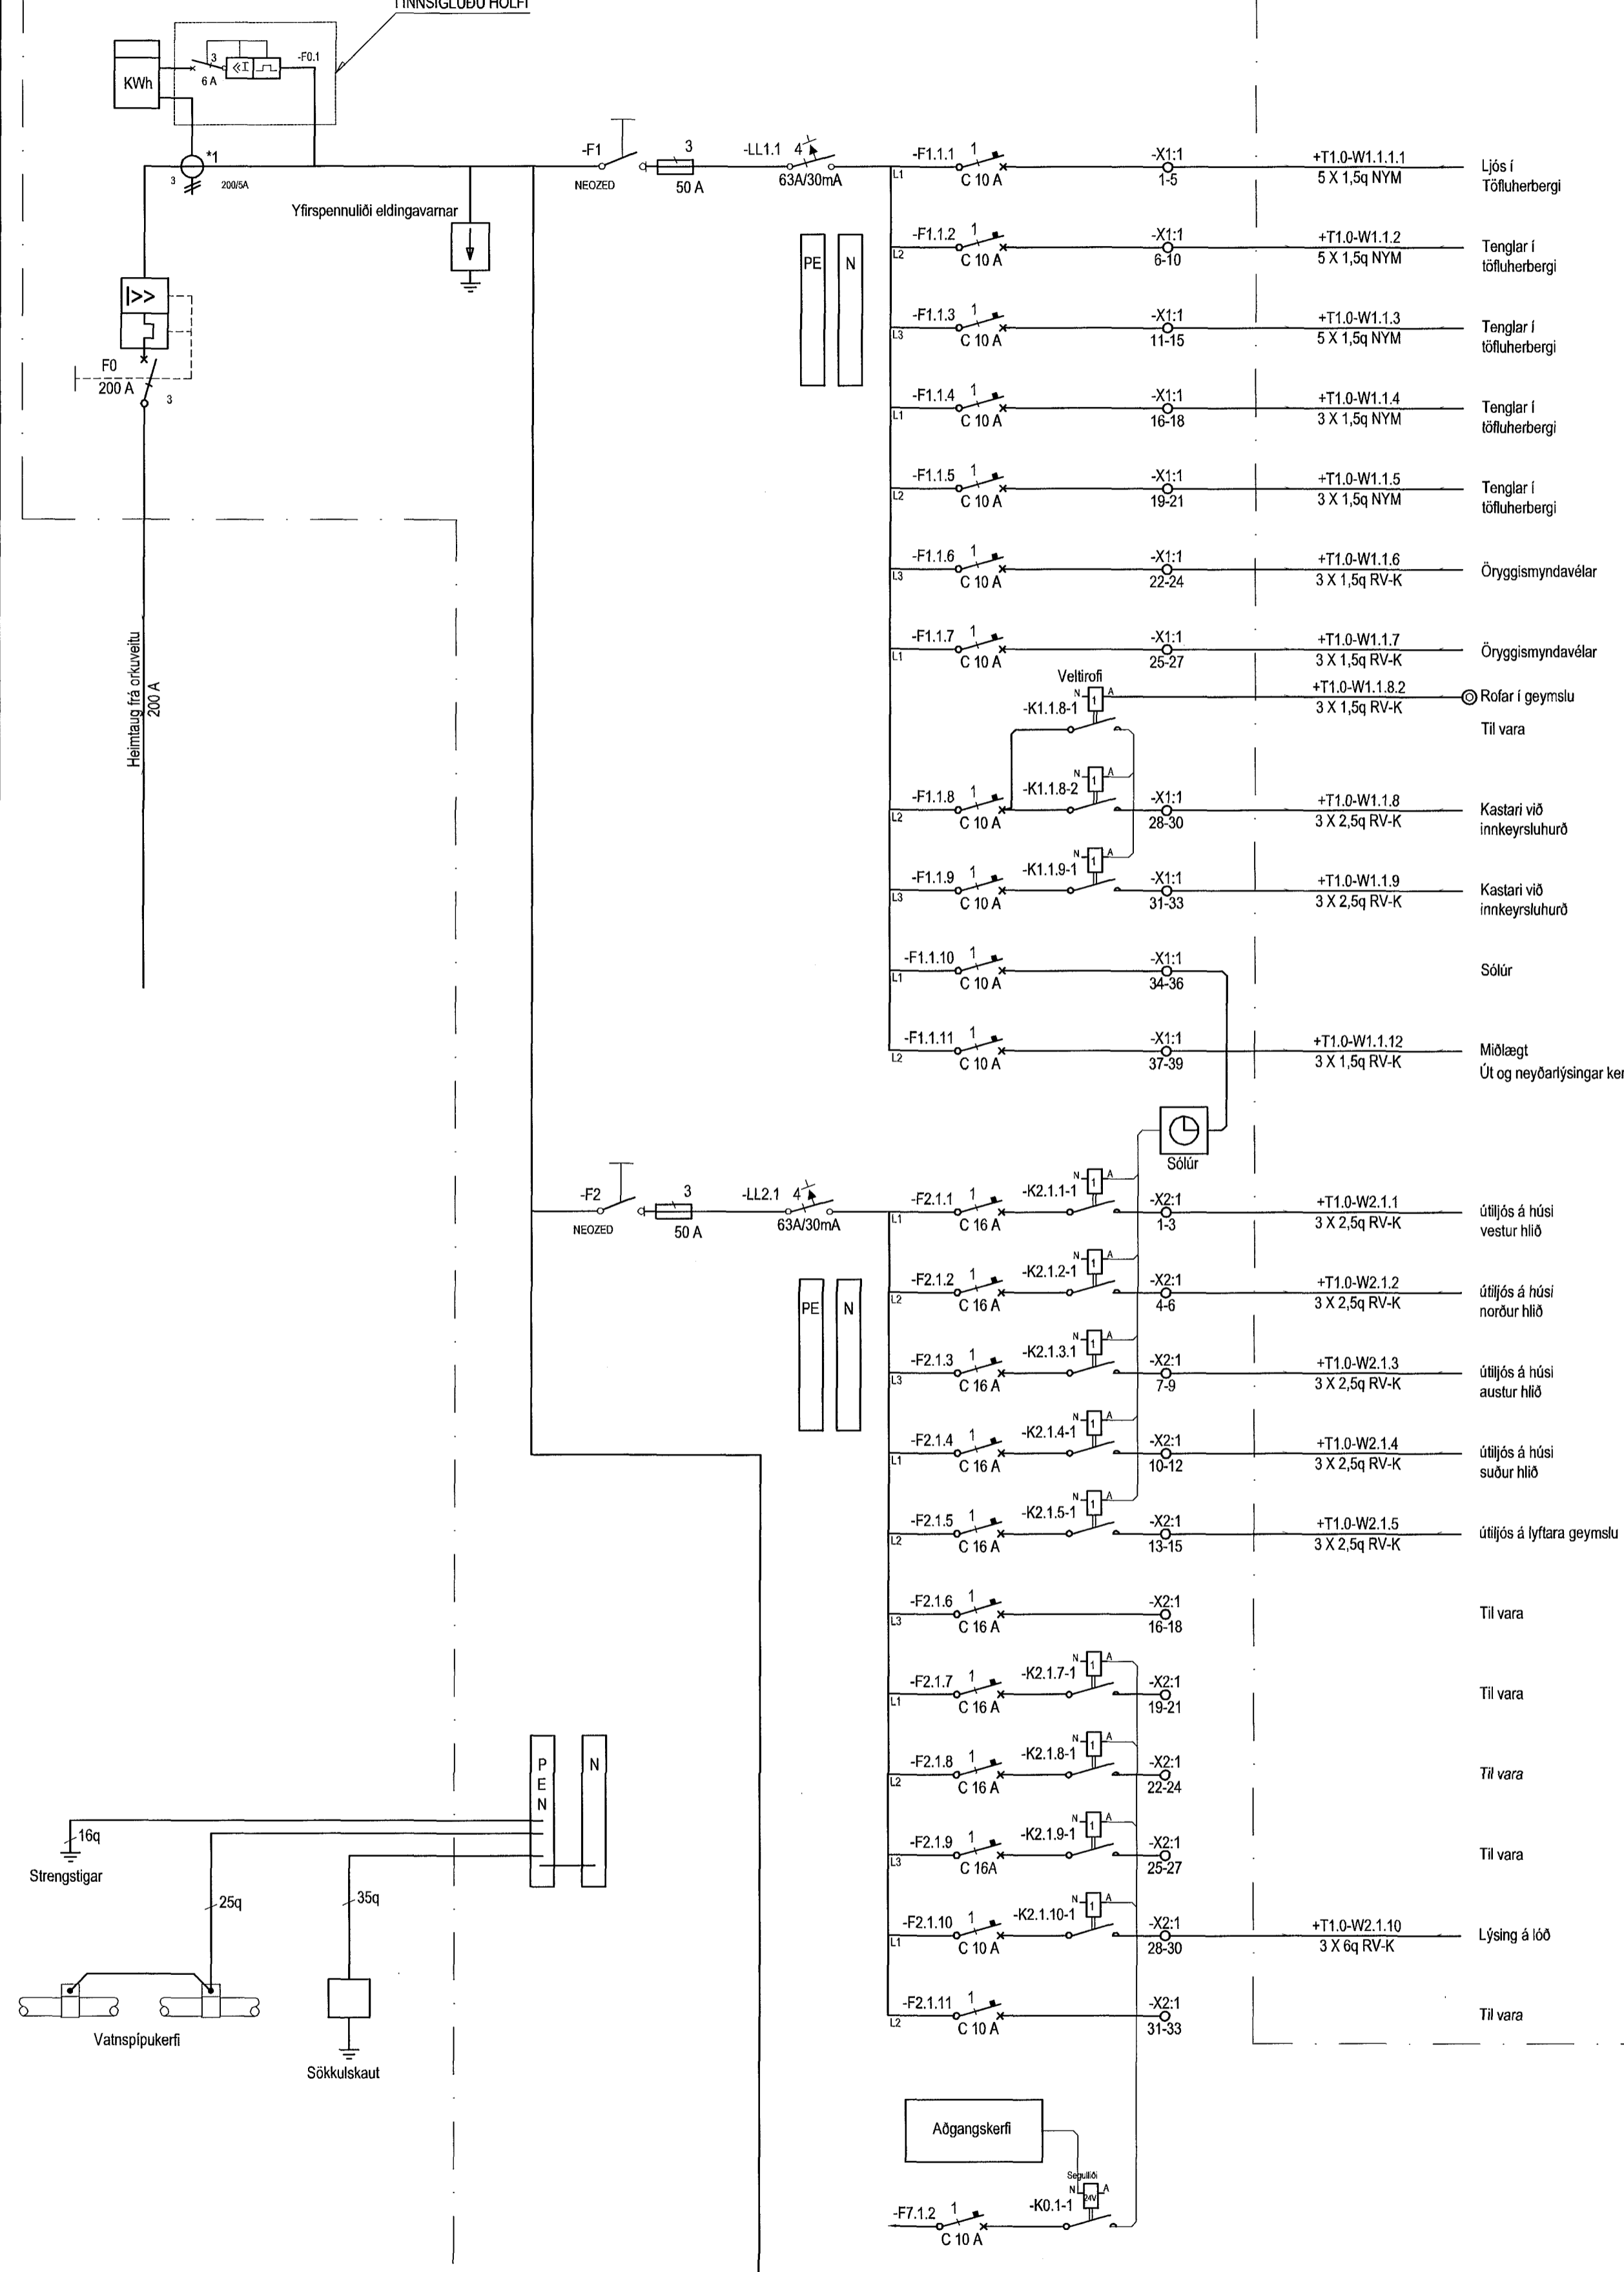 KWh
3
6 A
-F0.1
*1
3
200/5A
Yfirspennuliði eldingavarnar
F0
200 A
3
Heimtaug frá orkuveitu
200 A
-F1
NEOZED
3
50 A
-LL1.1
4
63A/30mA
PE
N
L1
-F1.1.1
1
C 10 A
-X1:1
1-5
+T1.0-W1.1.1.1
5 X 1,5q NYM
Ljós í
Töfluherbergi
L2
-F1.1.2
1
C 10 A
-X1:1
6-10
+T1.0-W1.1.2
5 X 1,5q NYM
Tenglar í
töfluherbergi
L3
-F1.1.3
1
C 10 A
-X1:1
11-15
+T1.0-W1.1.3
5 X 1,5q NYM
Tenglar í
töfluherbergi
L1
-F1.1.4
1
C 10 A
-X1:1
16-18
+T1.0-W1.1.4
3 X 1,5q NYM
Tenglar í
töfluherbergi
L2
-F1.1.5
1
C 10 A
-X1:1
19-21
+T1.0-W1.1.5
3 X 1,5q NYM
Tenglar í
töfluherbergi
L3
-F1.1.6
1
C 10 A
-X1:1
22-24
+T1.0-W1.1.6
3 X 1,5q RV-K
Öryggismyndavélar
L1
-F1.1.7
1
C 10 A
-X1:1
25-27
+T1.0-W1.1.7
3 X 1,5q RV-K
Öryggismyndavélar
Veltirofi
-K1.1.8-1
N
1
A
+T1.0-W1.1.8.2
3 X 1,5q RV-K
Rofar í geymslu
Til vara
L2
-F1.1.8
1
C 10 A
-K1.1.8-2
N
1
A
-X1:1
28-30
+T1.0-W1.1.8
3 X 2,5q RV-K
Kastari við
innkeyrsluhurð
L3
-F1.1.9
1
C 10 A
-K1.1.9-1
N
1
A
-X1:1
31-33
+T1.0-W1.1.9
3 X 2,5q RV-K
Kastari við
innkeyrsluhurð
L1
-F1.1.10
1
C 10 A
-X1:1
34-36
Sólúr
L2
-F1.1.11
1
C 10 A
-X1:1
37-39
+T1.0-W1.1.12
3 X 1,5q RV-K
Miðlægt
Út og neyðarlýsingar
Sólúr
-F2
NEOZED
3
50 A
-LL2.1
4
63A/30mA
PE
N
L1
-F2.1.1
1
C 16 A
-K2.1.1-1
N
1
A
-X2:1
1-3
+T1.0-W2.1.1
3 X 2,5q RV-K
útiljós á húsi
vestur hlið
L2
-F2.1.2
1
C 16 A
-K2.1.2-1
N
1
A
-X2:1
4-6
+T1.0-W2.1.2
3 X 2,5q RV-K
útiljós á húsi
norður hlið
L3
-F2.1.3
1
C 16 A
-K2.1.3.1
N
1
A
-X2:1
7-9
+T1.0-W2.1.3
3 X 2,5q RV-K
útiljós á húsi
austur hlið
L1
-F2.1.4
1
C 16 A
-K2.1.4-1
N
1
A
-X2:1
10-12
+T1.0-W2.1.4
3 X 2,5q RV-K
útiljós á húsi
suður hlið
L2
-F2.1.5
1
C 16 A
-K2.1.5-1
N
1
A
-X2:1
13-15
+T1.0-W2.1.5
3 X 2,5q RV-K
útiljós á lyftara geymslu
L3
-F2.1.6
1
C 16 A
-X2:1
16-18
Til vara
L1
-F2.1.7
1
C 16 A
-K2.1.7-1
N
1
A
-X2:1
19-21
Til vara
L2
-F2.1.8
1
C 16 A
-K2.1.8-1
N
1
A
-X2:1
22-24
Til vara
L3
-F2.1.9
1
C 16A
-K2.1.9-1
N
1
A
-X2:1
25-27
Til vara
L1
-F2.1.10
1
C 10 A
-K2.1.10-1
N
1
A
-X2:1
28-30
+T1.0-W2.1.10
3 X 6q RV-K
Lýsing á lóð
L2
-F2.1.11
1
C 10 A
-X2:1
31-33
Til vara
PEN
N
16q
Strengstigar
25q
35q
Vatnspípukerfi
Sökkulskaut
Aðgangskerfi
Segulliði
N
24V
A
-F7.1.2
1
C 10 A
-K0.1-1